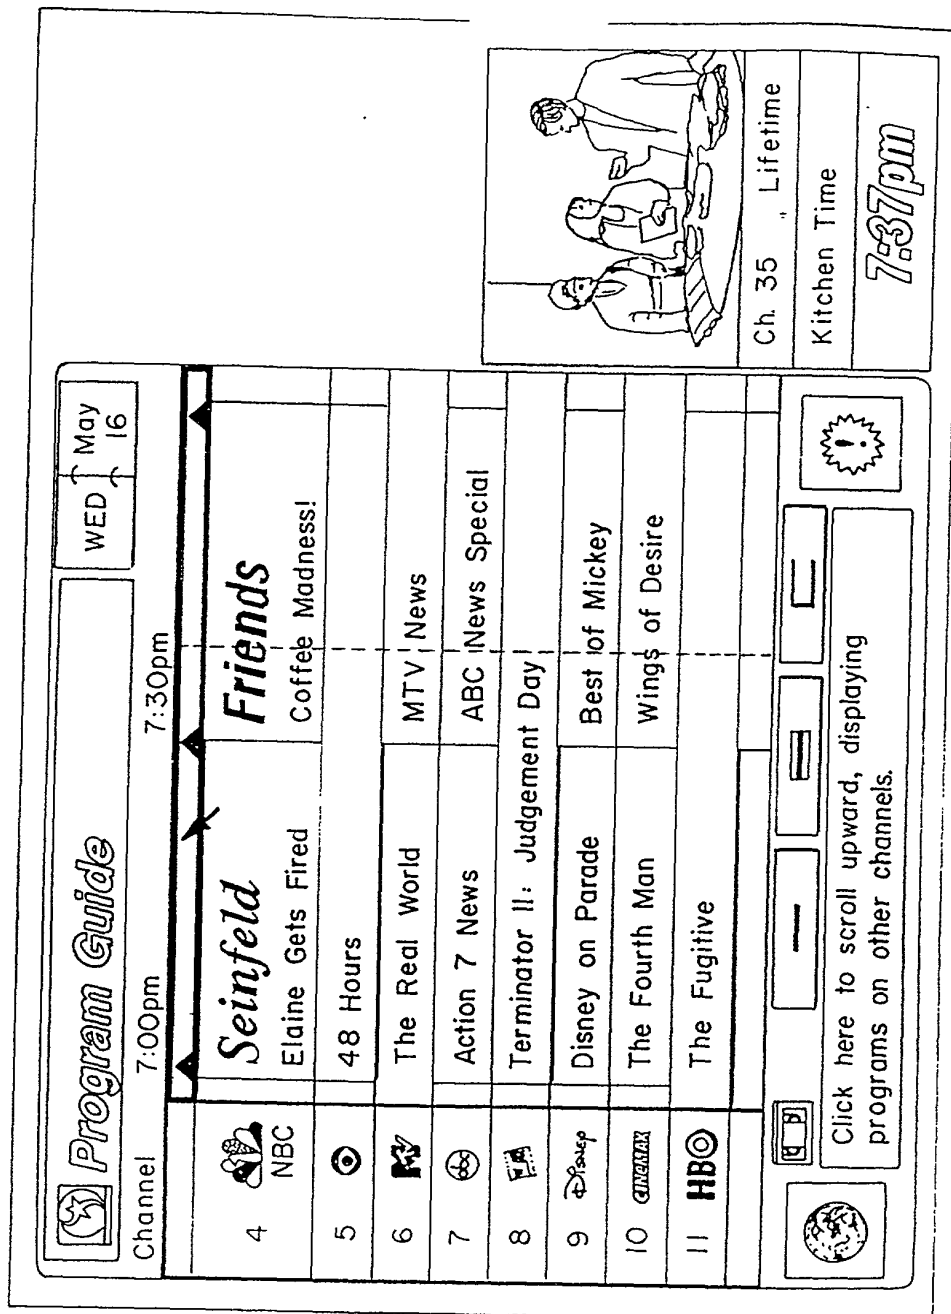 Program Guide
WED May
16
Channel 7:00pm 7:30pm
4 NBC Seinfeld Friends
Elaine Gets Fired Coffee Madness!
5 48 Hours
6 MTV The Real World MTV News
7 abc Action 7 News ABC News Special
8 Terminator II: Judgement Day
9 Disney Disney on Parade Best of Mickey
10 CINEMAX The Fourth Man Wings of Desire
11 HBO The Fugitive
!
Click here to scroll upward, displaying
programs on other channels.
Ch. 35 Lifetime
Kitchen Time
7:37pm